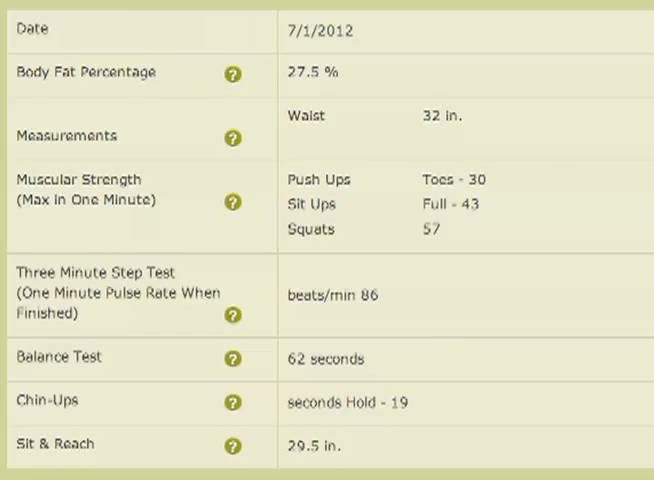 Date 7/1/2012
Body Fat Percentage ? 27.5 %
Waist 32 in.
Measurements ?
Muscular Strength Push Ups Toes - 30
(Max in One Minute) ? Sit Ups Full - 43
Squats 57
Three Minute Step Test
(One Minute Pulse Rate When beats/min 86
Finished) ?
Balance Test ? 62 seconds
Chin-Ups ? seconds Hold - 19
Sit & Reach ? 29.5 in.